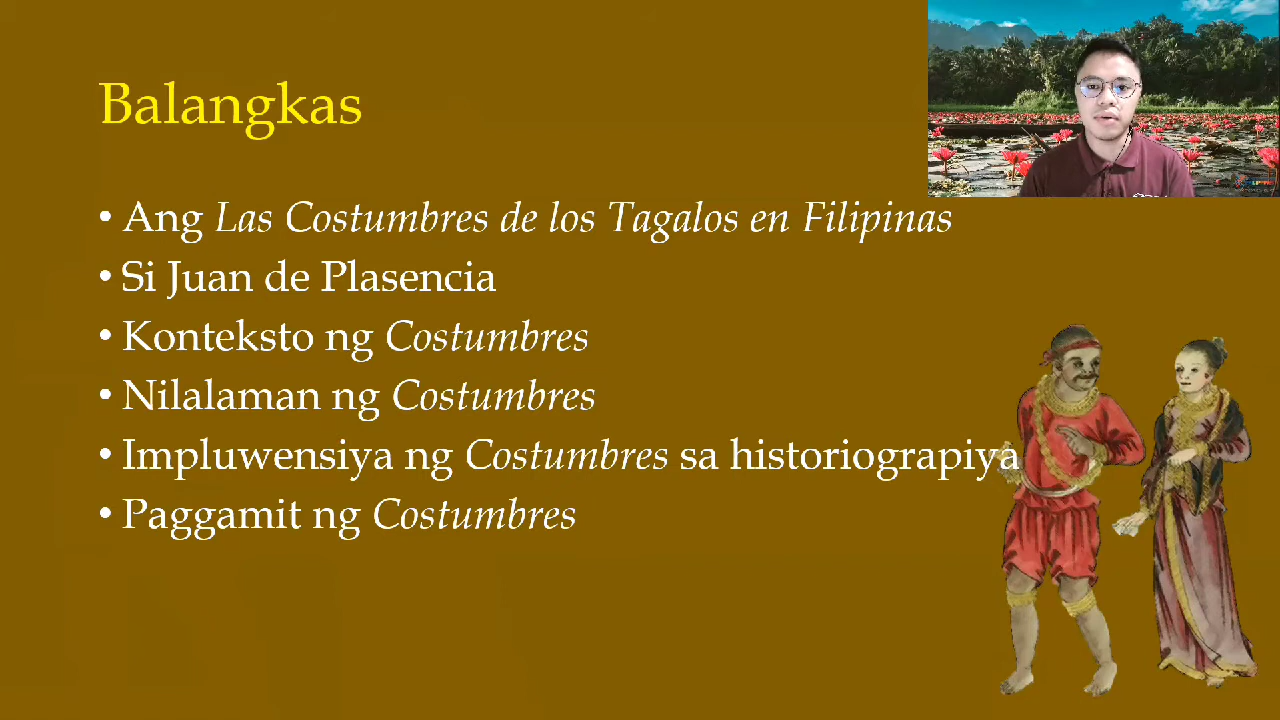 Balangkas
• Ang Las Costumbres de los Tagalos en Filipinas
• Si Juan de Plasencia
• Konteksto ng Costumbres
• Nilalaman ng Costumbres
• Impluwensiya ng Costumbres sa historiograpiya
• Paggamit ng Costumbres